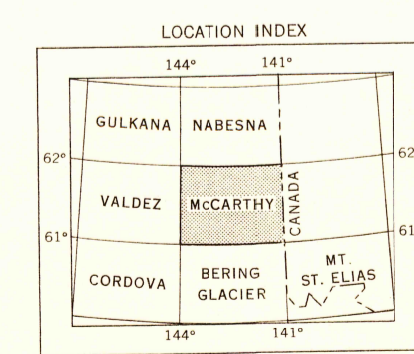 LOCATION INDEX
144° 141°
GULKANA NABESNA
62° 62
VALDEZ McCARTHY CANADA
61° 61
CORDOVA BERING GLACIER MT. ST. ELIAS
144° 141°